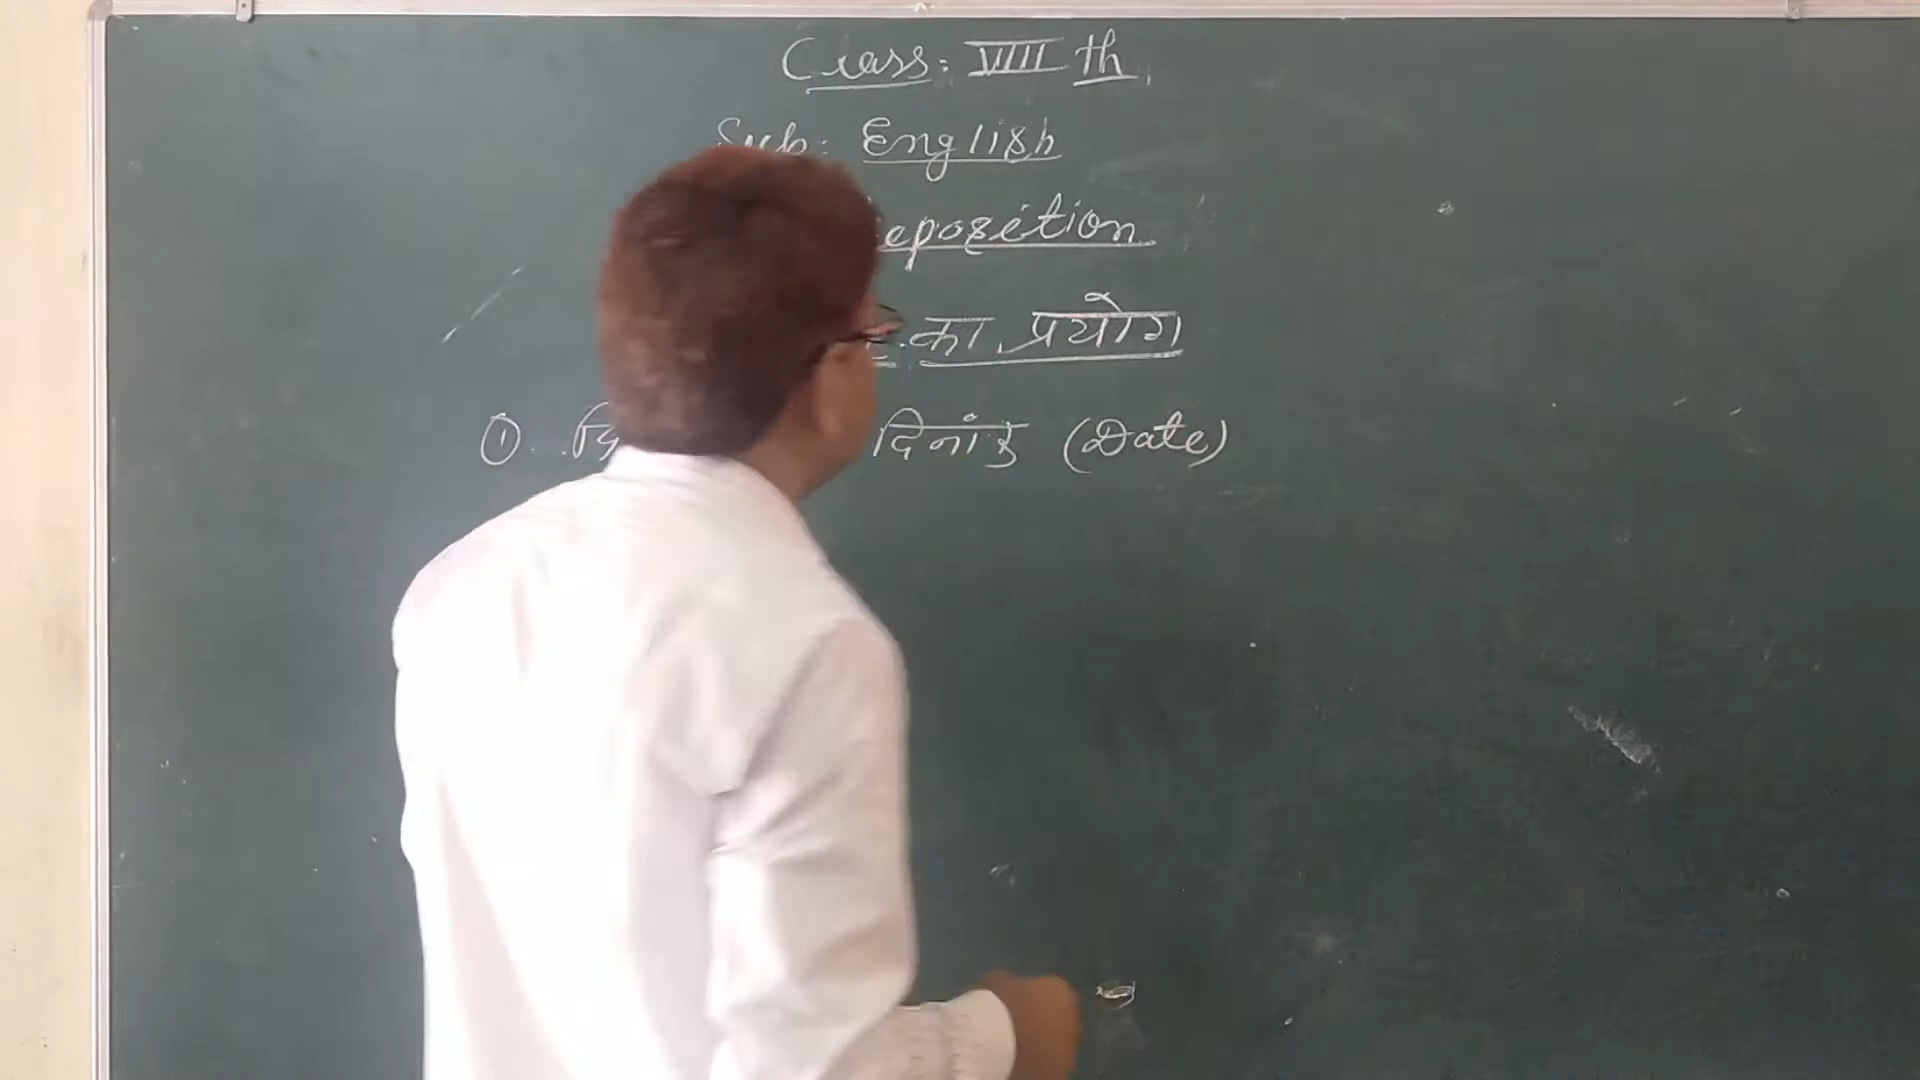 Class: VIII th
Sub: English
eposition
का प्रयोग
① दिनांक (Date)